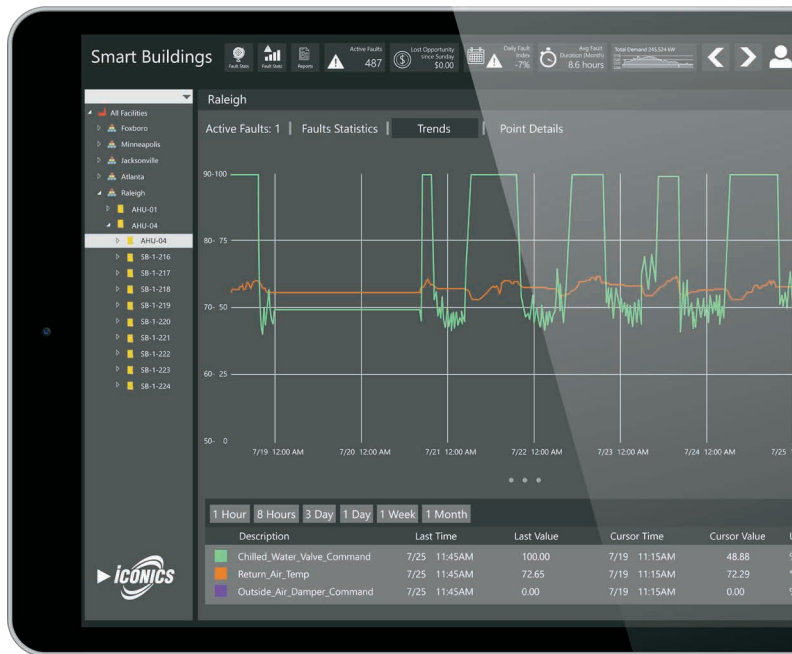 Smart Buildings
Fault Stats
Fault Stats
Reports
Active Faults
487
Lost Opportunity
since Sunday
$0.00
Daily Fault
Index
-7%
Avg Fault
Duration (Month)
8.6 hours
Total Demand 245,524 kW
All Facilities
Foxboro
Minneapolis
Jacksonville
Atlanta
Raleigh
AHU-01
AHU-04
AHU-04
SB-1-216
SB-1-217
SB-1-218
SB-1-219
SB-1-220
SB-1-221
SB-1-222
SB-1-223
SB-1-224
ICONICS
Raleigh
Active Faults: 1 | Faults Statistics | Trends | Point Details
90-100
80- 75
70- 50
60- 25
50- 0
7/19 12:00 AM 7/20 12:00 AM 7/21 12:00 AM 7/22 12:00 AM 7/23 12:00 AM 7/24 12:00 AM 7/25
1 Hour 8 Hours 3 Day 1 Day 1 Week 1 Month
Description Last Time Last Value Cursor Time Cursor Value
Chilled_Water_Valve_Command 7/25 11:45AM 100.00 7/19 11:15AM 48.88
Return_Air_Temp 7/25 11:45AM 72.65 7/19 11:15AM 72.29
Outside_Air_Damper_Command 7/25 11:45AM 0.00 7/19 11:15AM 0.00